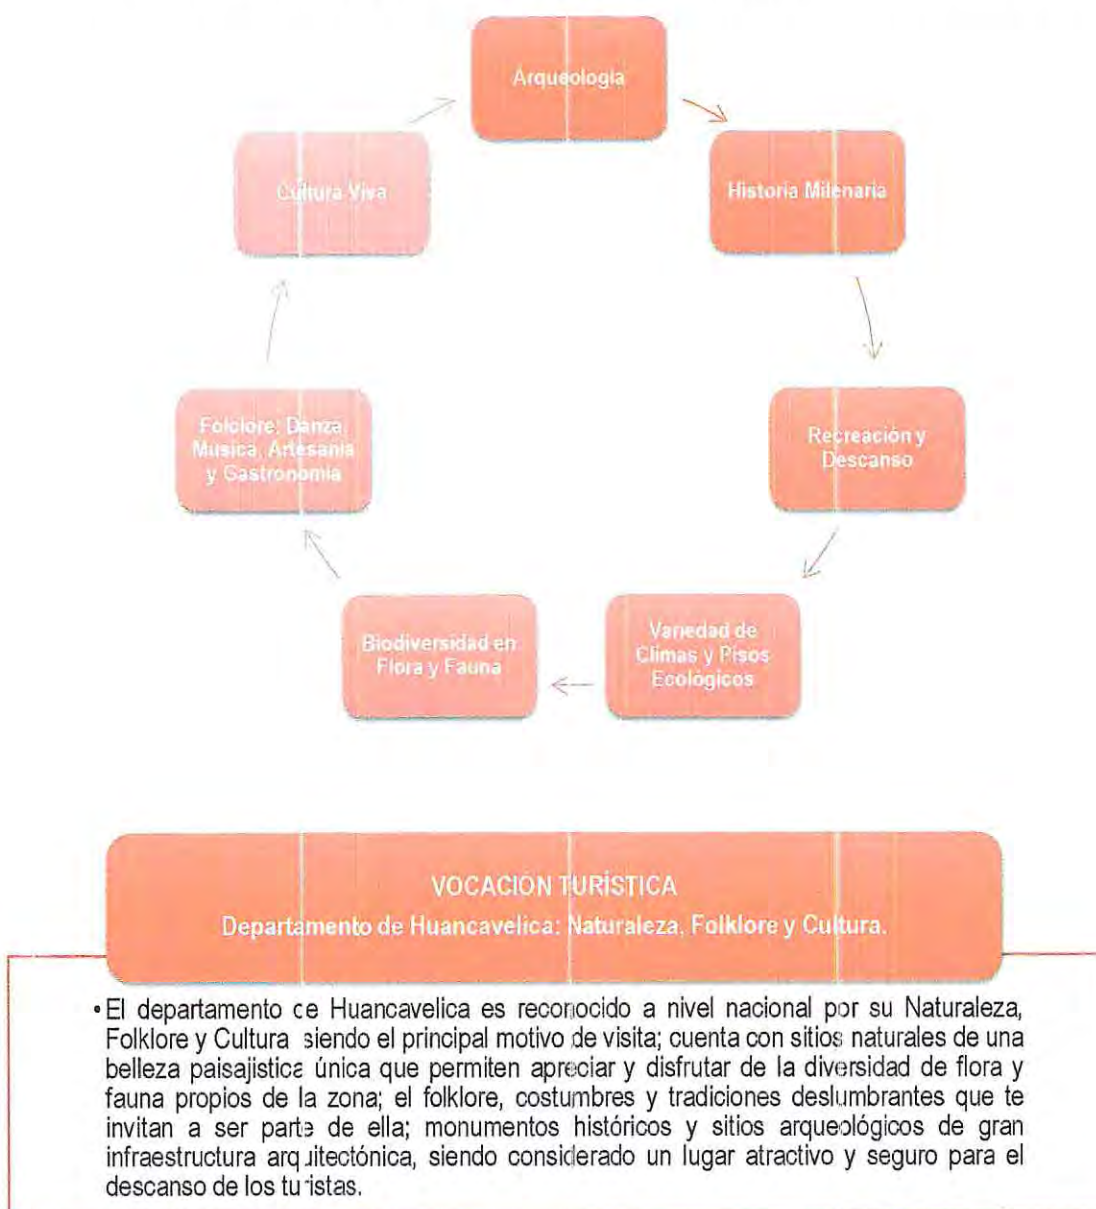 Arqueología
Historia Milenaria
Recreación y
Descanso
Variedad de
Climas y Pisos
Ecológicos
Biodiversidad en
Flora y Fauna
Folclore: Danza
Musica, Artesanía
y Gastronomía
Cultura Viva
VOCACIÓN TURÍSTICA
Departamento de Huancavelica: Naturaleza, Folklore y Cultura.
• El departamento de Huancavelica es reconocido a nivel nacional por su Naturaleza,
Folklore y Cultura siendo el principal motivo de visita; cuenta con sitios naturales de una
belleza paisajistica única que permiten apreciar y disfrutar de la diversidad de flora y
fauna propios de la zona; el folklore, costumbres y tradiciones deslumbrantes que te
invitan a ser parte de ella; monumentos históricos y sitios arqueológicos de gran
infraestructura arquitectónica, siendo considerado un lugar atractivo y seguro para el
descanso de los turistas.